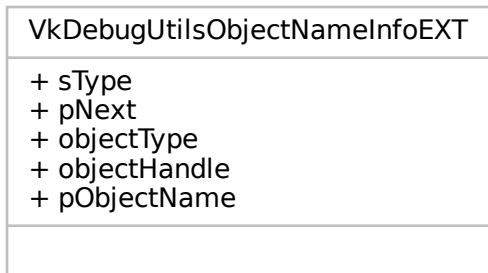 VkDebugUtilsObjectNameInfoEXT
+ sType
+ pNext
+ objectType
+ objectHandle
+ pObjectName